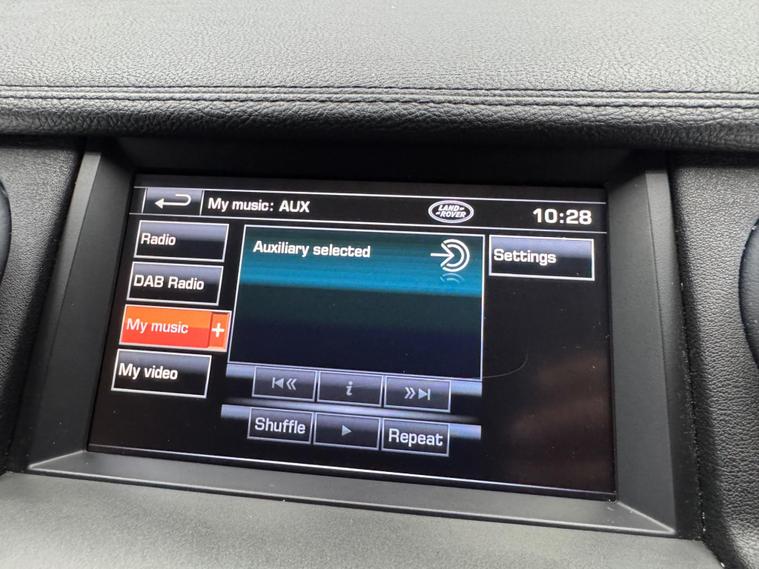 My music: AUX
LAND-
ROVER
10:28
Radio
Auxiliary selected
Settings
DAB Radio
My music +
My video
i
Shuffle
Repeat